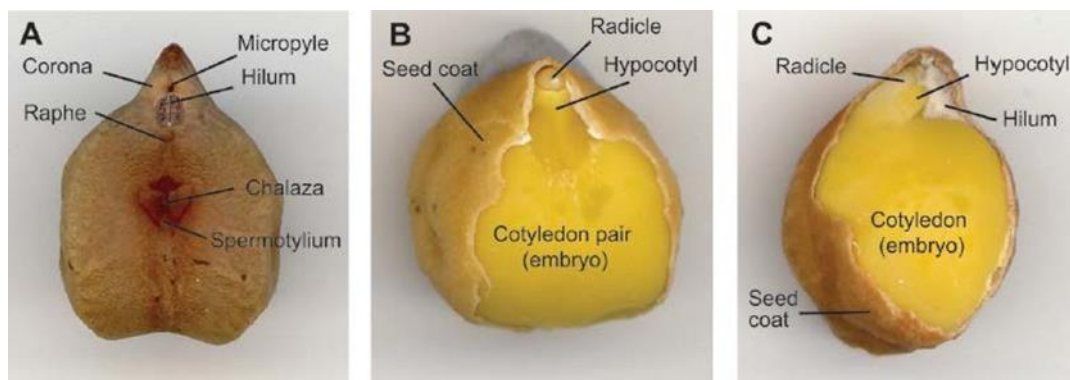 A
Micropyle
Corona
Hilum
Raphe
Chalaza
Spermotylium
B
Radicle
Seed coat
Hypocotyl
Cotyledon pair
(embryo)
C
Radicle
Hypocotyl
Hilum
Cotyledon
(embryo)
Seed
coat